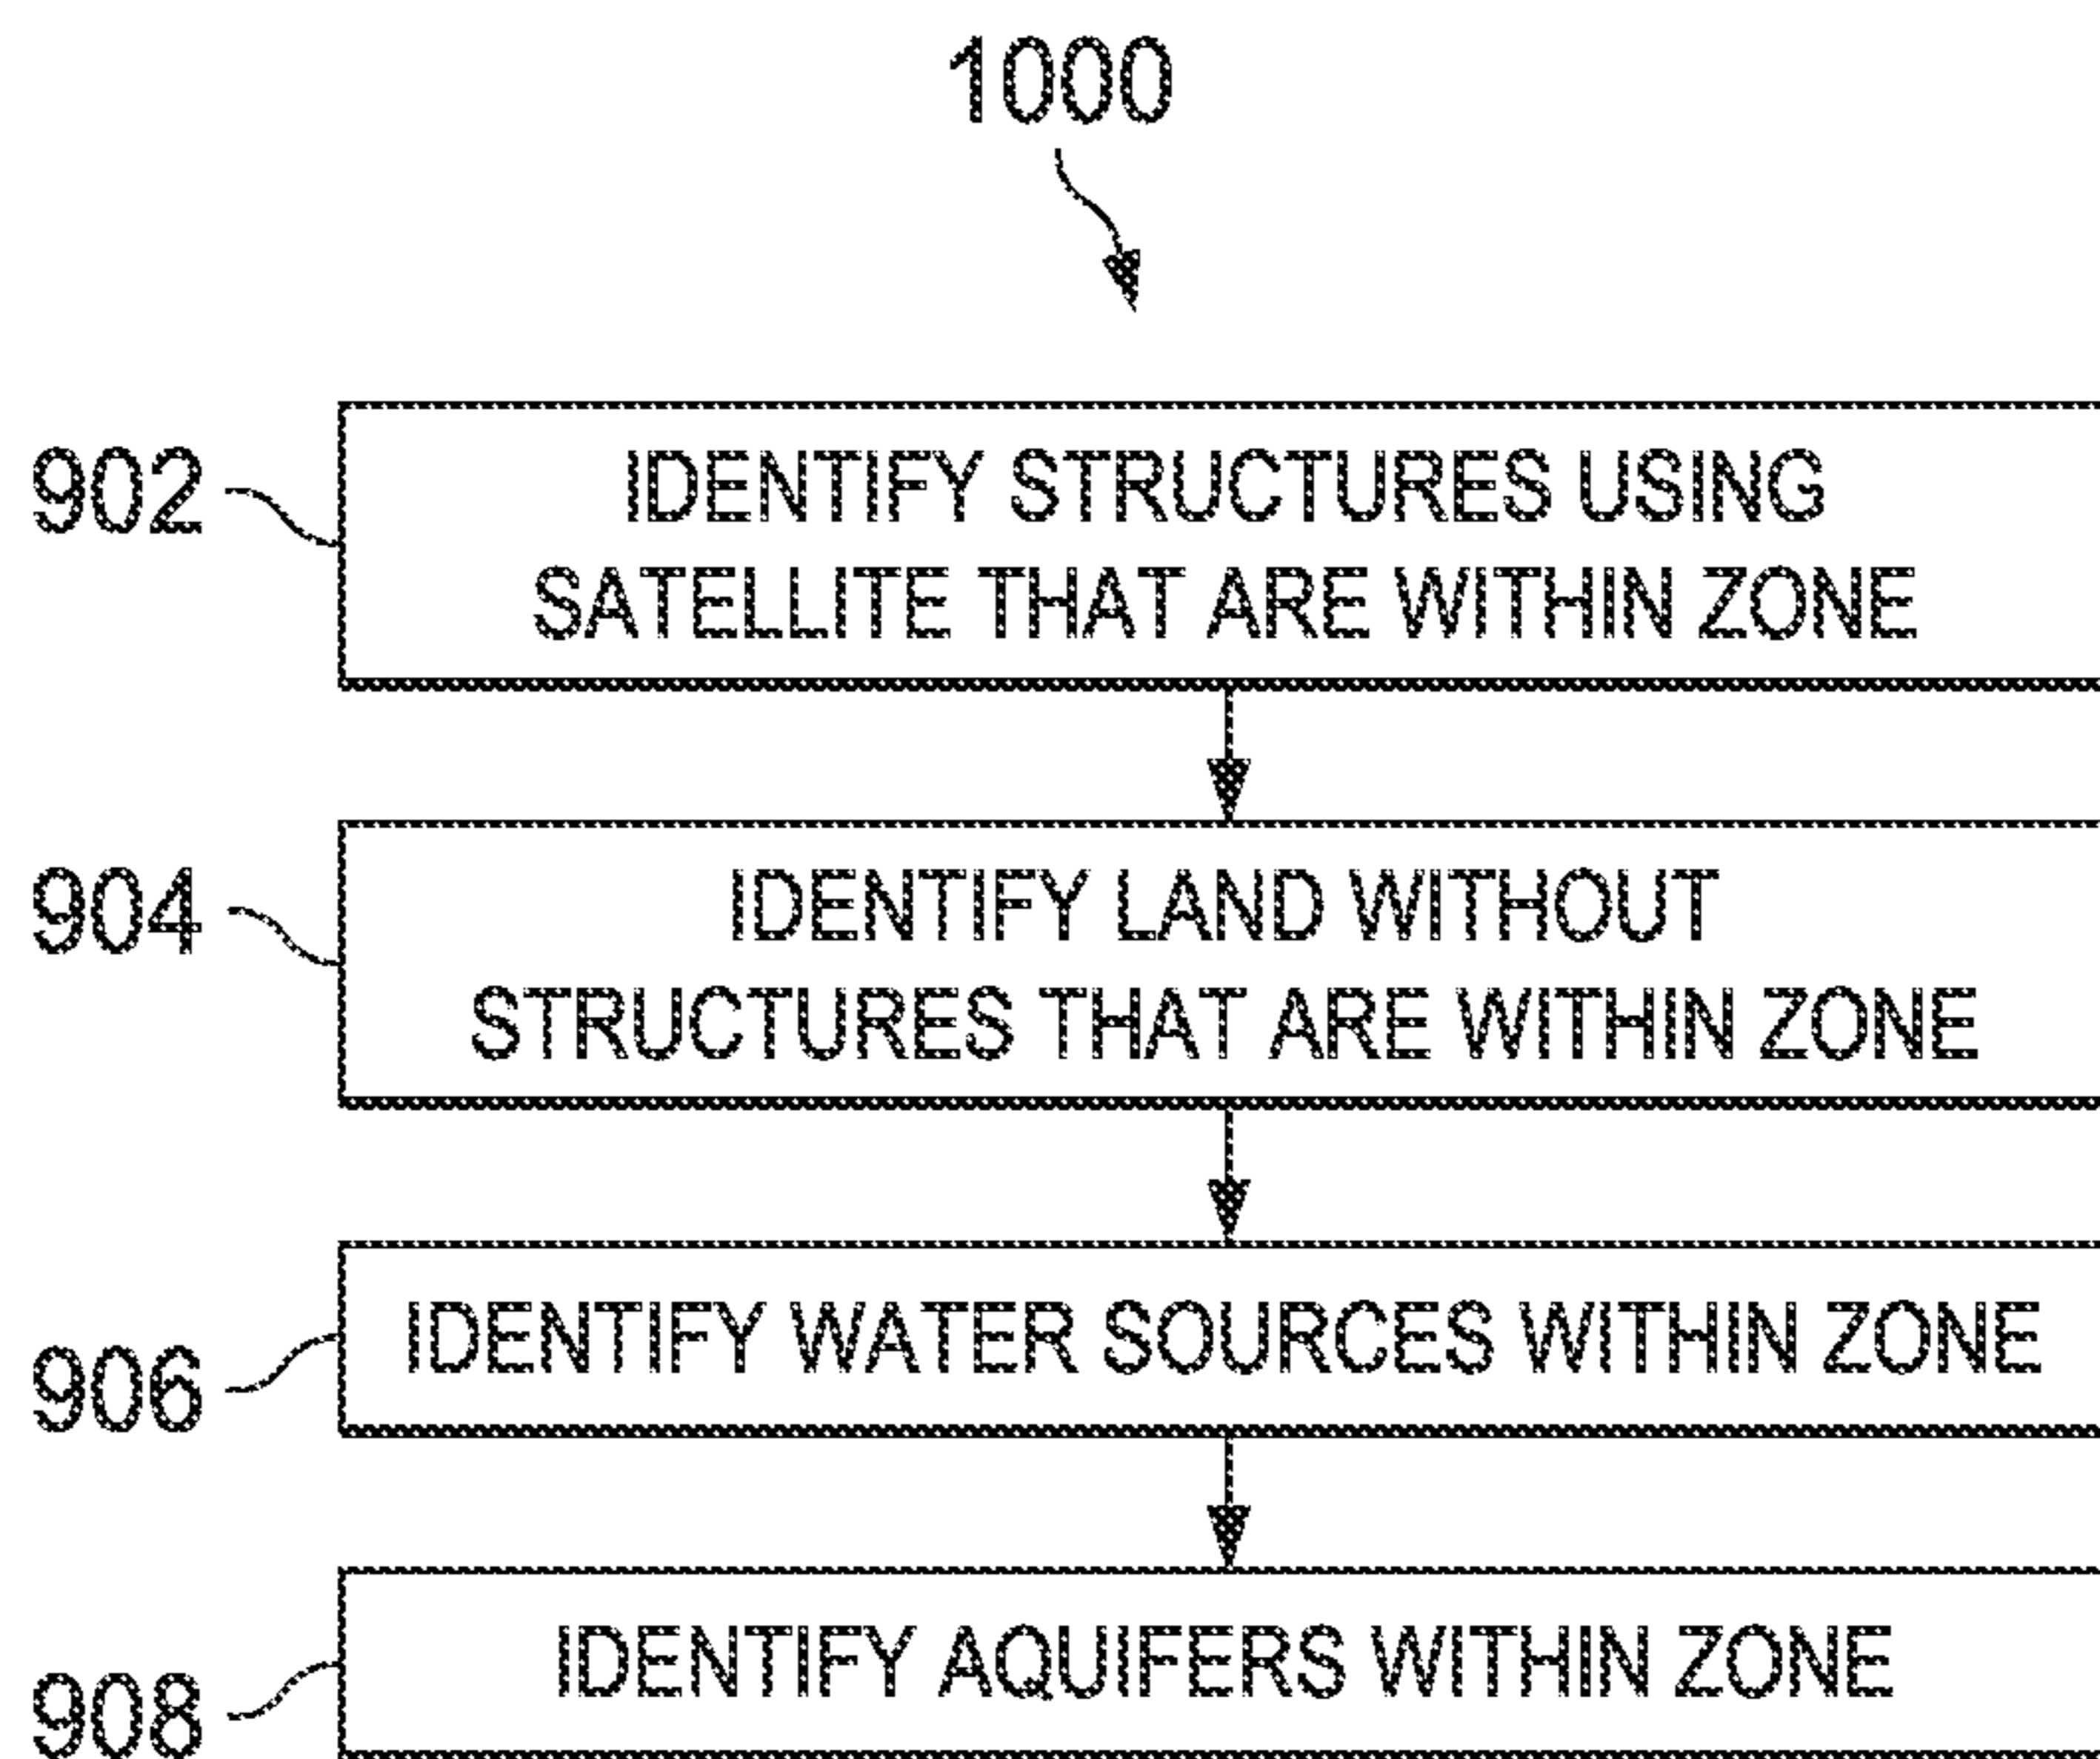 1000
902
IDENTIFY STRUCTURES USING
SATELLITE THAT ARE WITHIN ZONE
904
IDENTIFY LAND WITHOUT
STRUCTURES THAT ARE WITHIN ZONE
906
IDENTIFY WATER SOURCES WITHIN ZONE
908
IDENTIFY AQUIFERS WITHIN ZONE